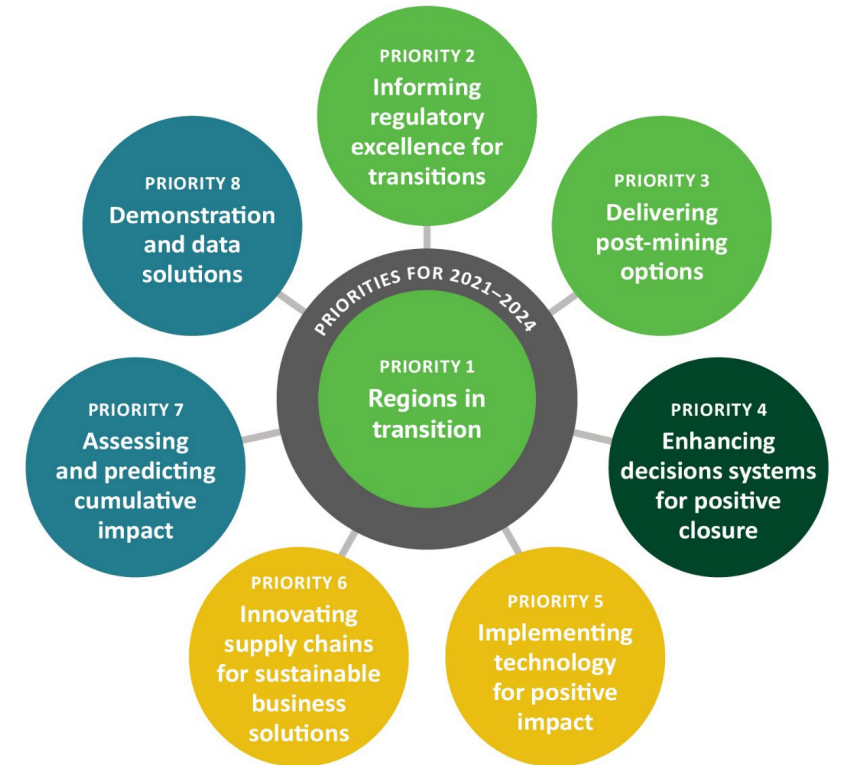 PRIORITIES FOR 2021–2024
PRIORITY 1
Regions in
transition
PRIORITY 2
Informing
regulatory
excellence for
transitions
PRIORITY 3
Delivering
post-mining
options
PRIORITY 4
Enhancing
decisions systems
for positive
closure
PRIORITY 5
Implementing
technology
for positive
impact
PRIORITY 6
Innovating
supply chains
for sustainable
business
solutions
PRIORITY 7
Assessing
and predicting
cumulative
impact
PRIORITY 8
Demonstration
and data
solutions